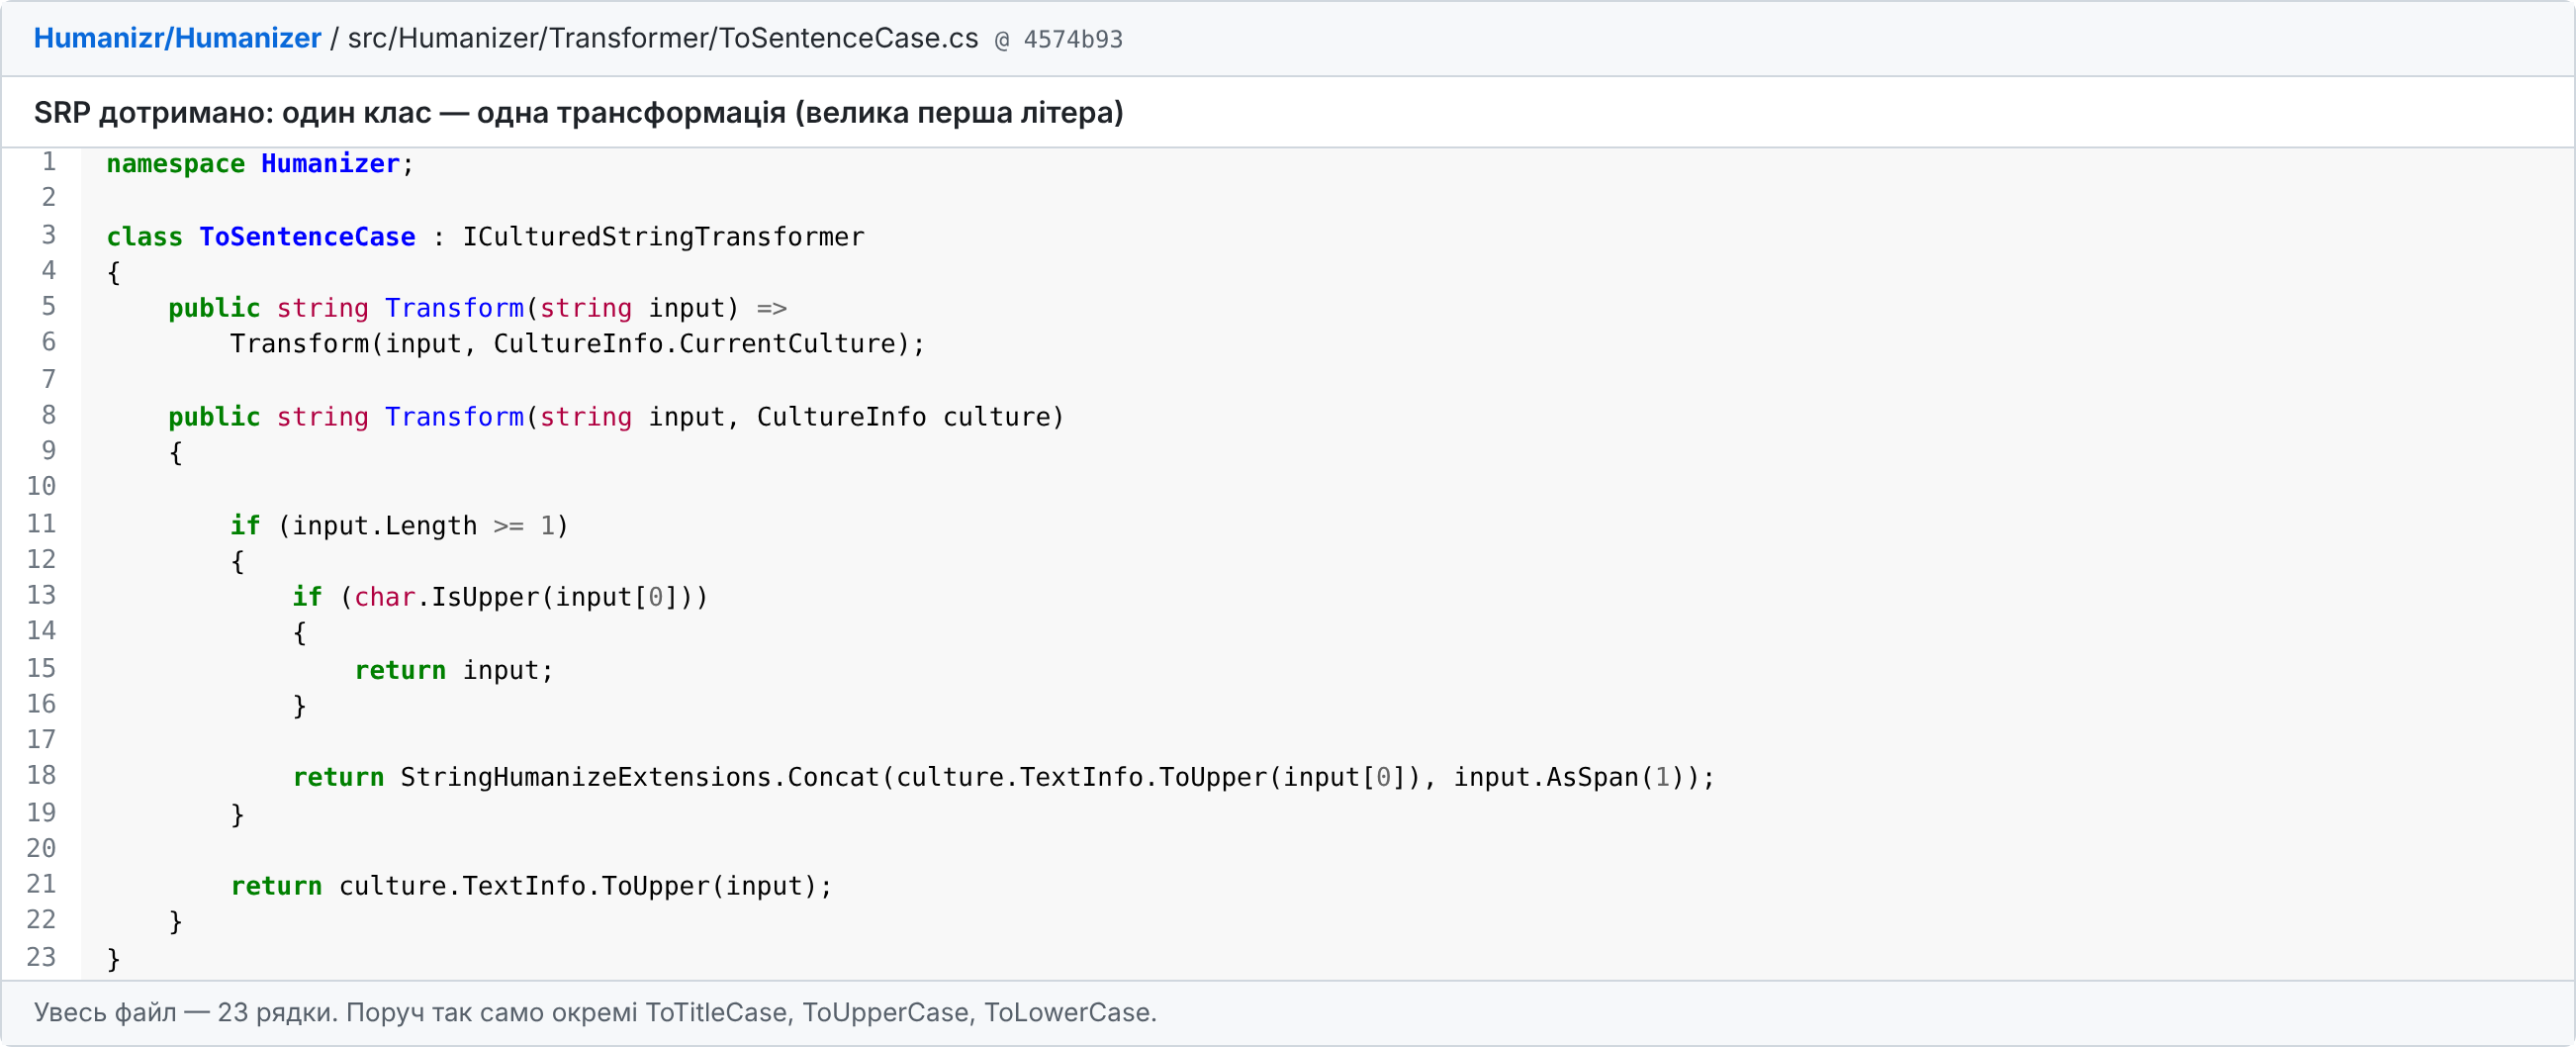 Humanizr/Humanizer / src/Humanizer/Transformer/ToSentenceCase.cs @ 4574b93
SRP дотримано: один клас — одна трансформація (велика перша літера)
1 namespace Humanizer;
2
3 class ToSentenceCase : ICulturedStringTransformer
4 {
5     public string Transform(string input) =>
6         Transform(input, CultureInfo.CurrentCulture);
7
8     public string Transform(string input, CultureInfo culture)
9     {
10
11         if (input.Length >= 1)
12         {
13             if (char.IsUpper(input[0]))
14             {
15                 return input;
16             }
17
18             return StringHumanizeExtensions.Concat(culture.TextInfo.ToUpper(input[0]), input.AsSpan(1));
19         }
20
21         return culture.TextInfo.ToUpper(input);
22     }
23 }
Увесь файл — 23 рядки. Поруч так само окремі ToTitleCase, ToUpperCase, ToLowerCase.